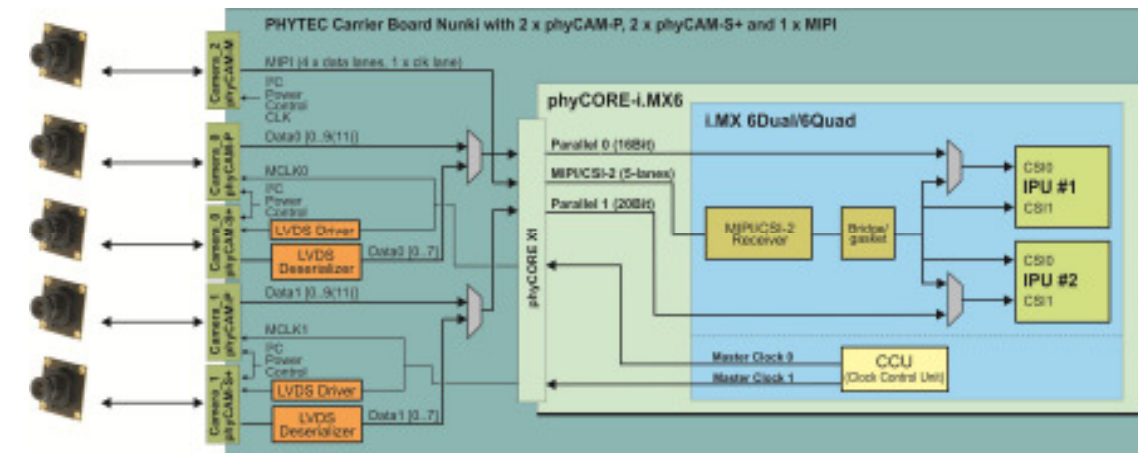 PHYTEC Carrier Board Nunki with 2 x phyCAM-P, 2 x phyCAM-S+ and 1 x MIPI
Camera_2
phyCAM-M
MIPI (4 x data lanes, 1 x clk lane)
I²C
Power
Control
CLK
Camera_0
phyCAM-P
Data0 [0..9(11)]
MCLK0
I²C
Power
Control
Camera_0
phyCAM-S+
LVDS Driver
LVDS
Deserializer
Data0 [0..7]
Camera_1
phyCAM-P
Data1 [0..9(11)]
MCLK1
I²C
Power
Control
Camera_1
phyCAM-S+
LVDS Driver
LVDS
Deserializer
Data1 [0..7]
phyCORE XI
phyCORE-i.MX6
Parallel 0 (16Bit)
MIPI/CSI-2 (5-lanes)
Parallel 1 (20Bit)
i.MX 6Dual/6Quad
MIPI/CSI-2
Receiver
Bridge/
gasket
CSI0
IPU #1
CSI1
CSI0
IPU #2
CSI1
Master Clock 0
Master Clock 1
CCU
(Clock Control Unit)